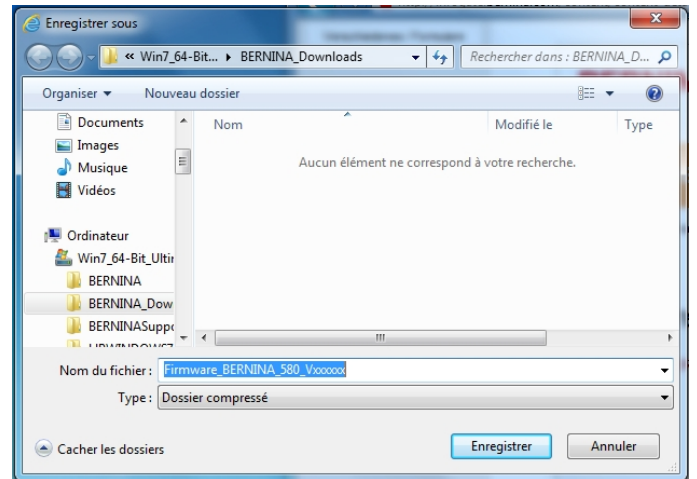 Enregistrer sous
« Win7_64-Bit... ▸ BERNINA_Downloads
Rechercher dans : BERNINA_D...
Organiser
Nouveau dossier
Documents
Images
Musique
Vidéos
Ordinateur
Win7_64-Bit_Ultir
BERNINA
BERNINA_Dow
BERNINASuppo
Nom
Modifié le
Type
Aucun élément ne correspond à votre recherche.
Nom du fichier :
Firmware_BERNINA_580_Vxxxxxx
Type :
Dossier compressé
Cacher les dossiers
Enregistrer
Annuler